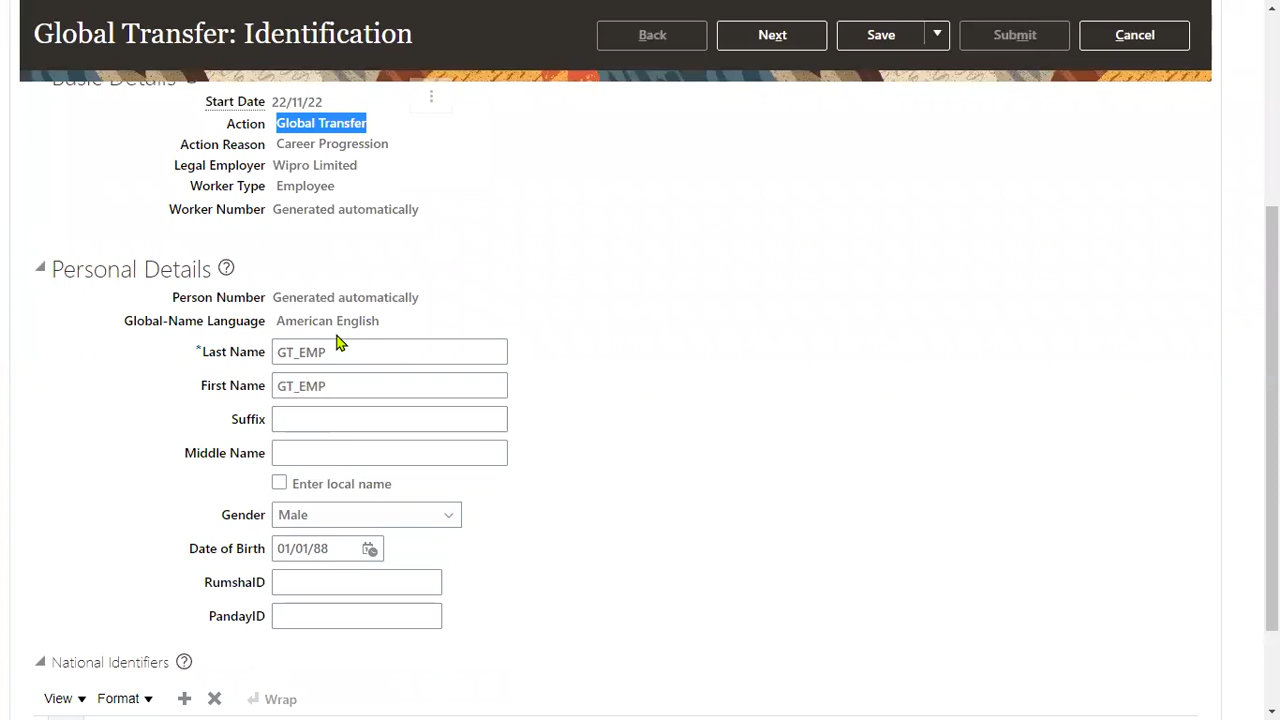 Global Transfer: Identification
Back
Next
Save
Submit
Cancel
Basic Details
Start Date 22/11/22
Action Global Transfer
Action Reason Career Progression
Legal Employer Wipro Limited
Worker Type Employee
Worker Number Generated automatically
Personal Details
Person Number Generated automatically
Global-Name Language American English
*Last Name GT_EMP
First Name GT_EMP
Suffix
Middle Name
Enter local name
Gender Male
Date of Birth 01/01/88
RumshaID
PandayID
National Identifiers
View Format Wrap